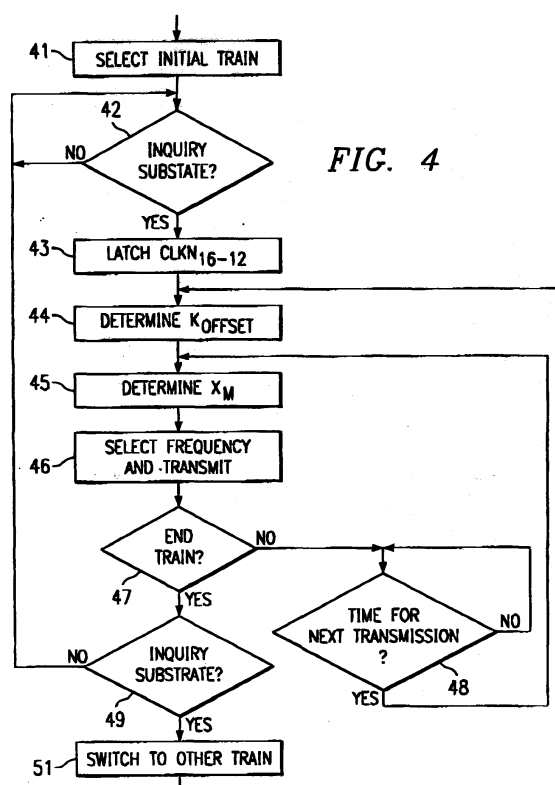 41
SELECT INITIAL TRAIN
42
NO
INQUIRY
SUBSTATE?
FIG. 4
YES
43
LATCH CLKN16-12
44
DETERMINE KOFFSET
45
DETERMINE XM
46
SELECT FREQUENCY
AND TRANSMIT
END
TRAIN?
NO
47
YES
TIME FOR
NEXT TRANSMISSION
?
NO
48
YES
NO
INQUIRY
SUBSTRATE?
49
YES
51
SWITCH TO OTHER TRAIN